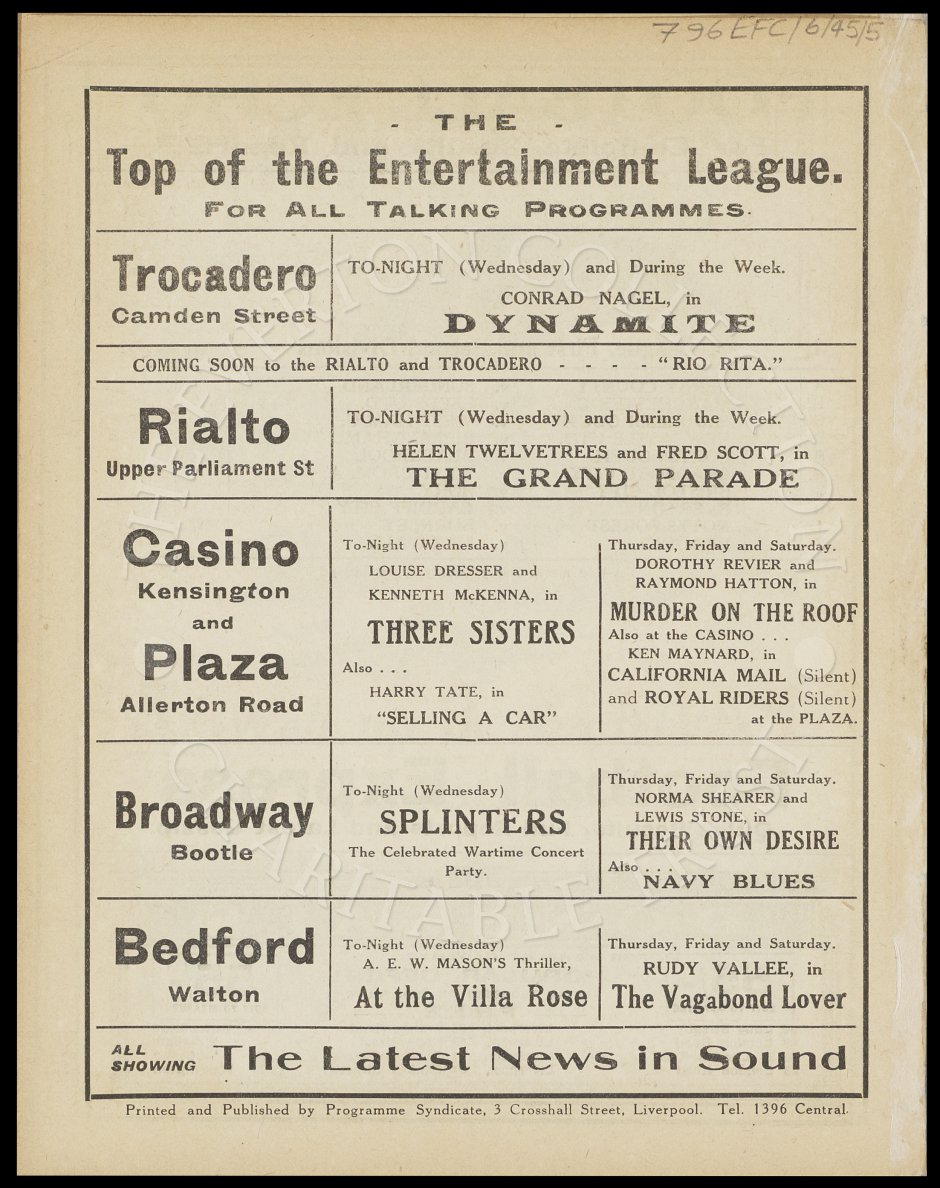 796EFC/6/45/5
- THE -
Top of the Entertainment League.
FOR ALL TALKING PROGRAMMES.
Trocadero
Camden Street
TO-NIGHT (Wednesday) and During the Week.
CONRAD NAGEL, in
DYNAMITE
COMING SOON to the RIALTO and TROCADERO - - - - "RIO RITA."
Rialto
Upper Parliament St
TO-NIGHT (Wednesday) and During the Week.
HELEN TWELVETREES and FRED SCOTT, in
THE GRAND PARADE
Casino
Kensington
and
Plaza
Allerton Road
To-Night (Wednesday)
LOUISE DRESSER and
KENNETH McKENNA, in
THREE SISTERS
Also . . .
HARRY TATE, in
"SELLING A CAR"
Thursday, Friday and Saturday.
DOROTHY REVIER and
RAYMOND HATTON, in
MURDER ON THE ROOF
Also at the CASINO . . .
KEN MAYNARD, in
CALIFORNIA MAIL (Silent)
and ROYAL RIDERS (Silent)
at the PLAZA.
Broadway
Bootle
To-Night (Wednesday)
SPLINTERS
The Celebrated Wartime Concert
Party.
Thursday, Friday and Saturday.
NORMA SHEARER and
LEWIS STONE, in
THEIR OWN DESIRE
Also . . .
NAVY BLUES
Bedford
Walton
To-Night (Wednesday)
A. E. W. MASON'S Thriller,
At the Villa Rose
Thursday, Friday and Saturday.
RUDY VALLEE, in
The Vagabond Lover
ALL
SHOWING
The Latest News in Sound
Printed and Published by Programme Syndicate, 3 Crosshall Street, Liverpool. Tel. 1396 Central.
THE EVERTON COLLECTION
CHARITABLE TRUST